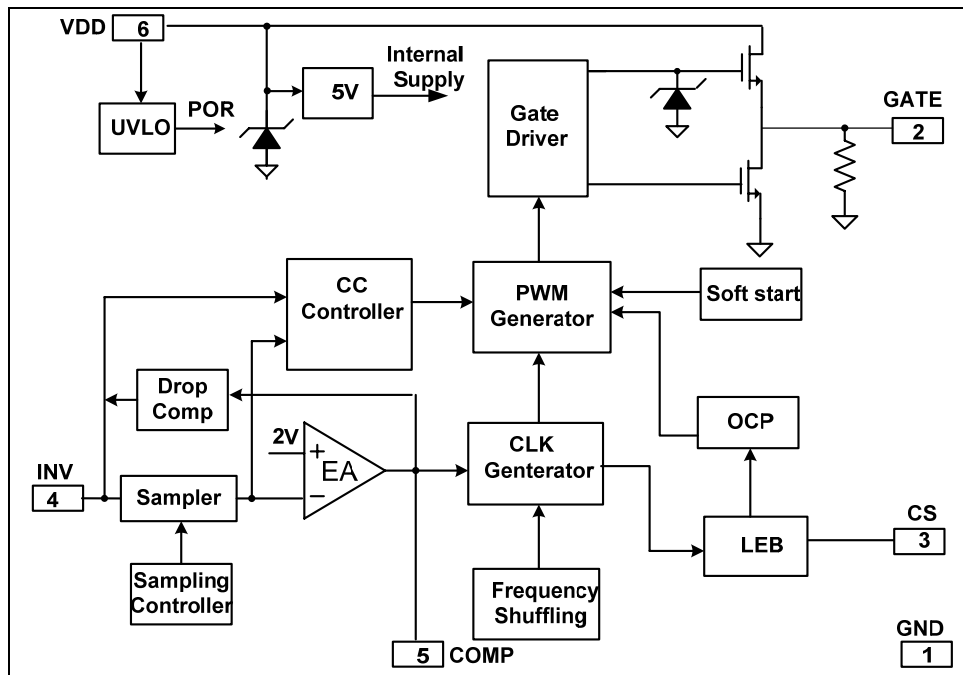 VDD
6
UVLO
POR
5V
Internal
Supply
Gate
Driver
GATE
2
CC
Controller
PWM
Generator
Soft start
Drop
Comp
2V
+
EA
−
CLK
Genterator
OCP
INV
4
Sampler
LEB
CS
3
Sampling
Controller
Frequency
Shuffling
5
COMP
GND
1